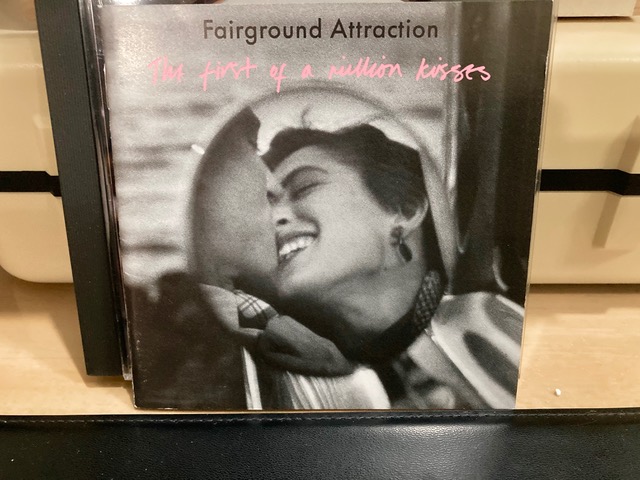 Fairground Attraction
The first of a million kisses